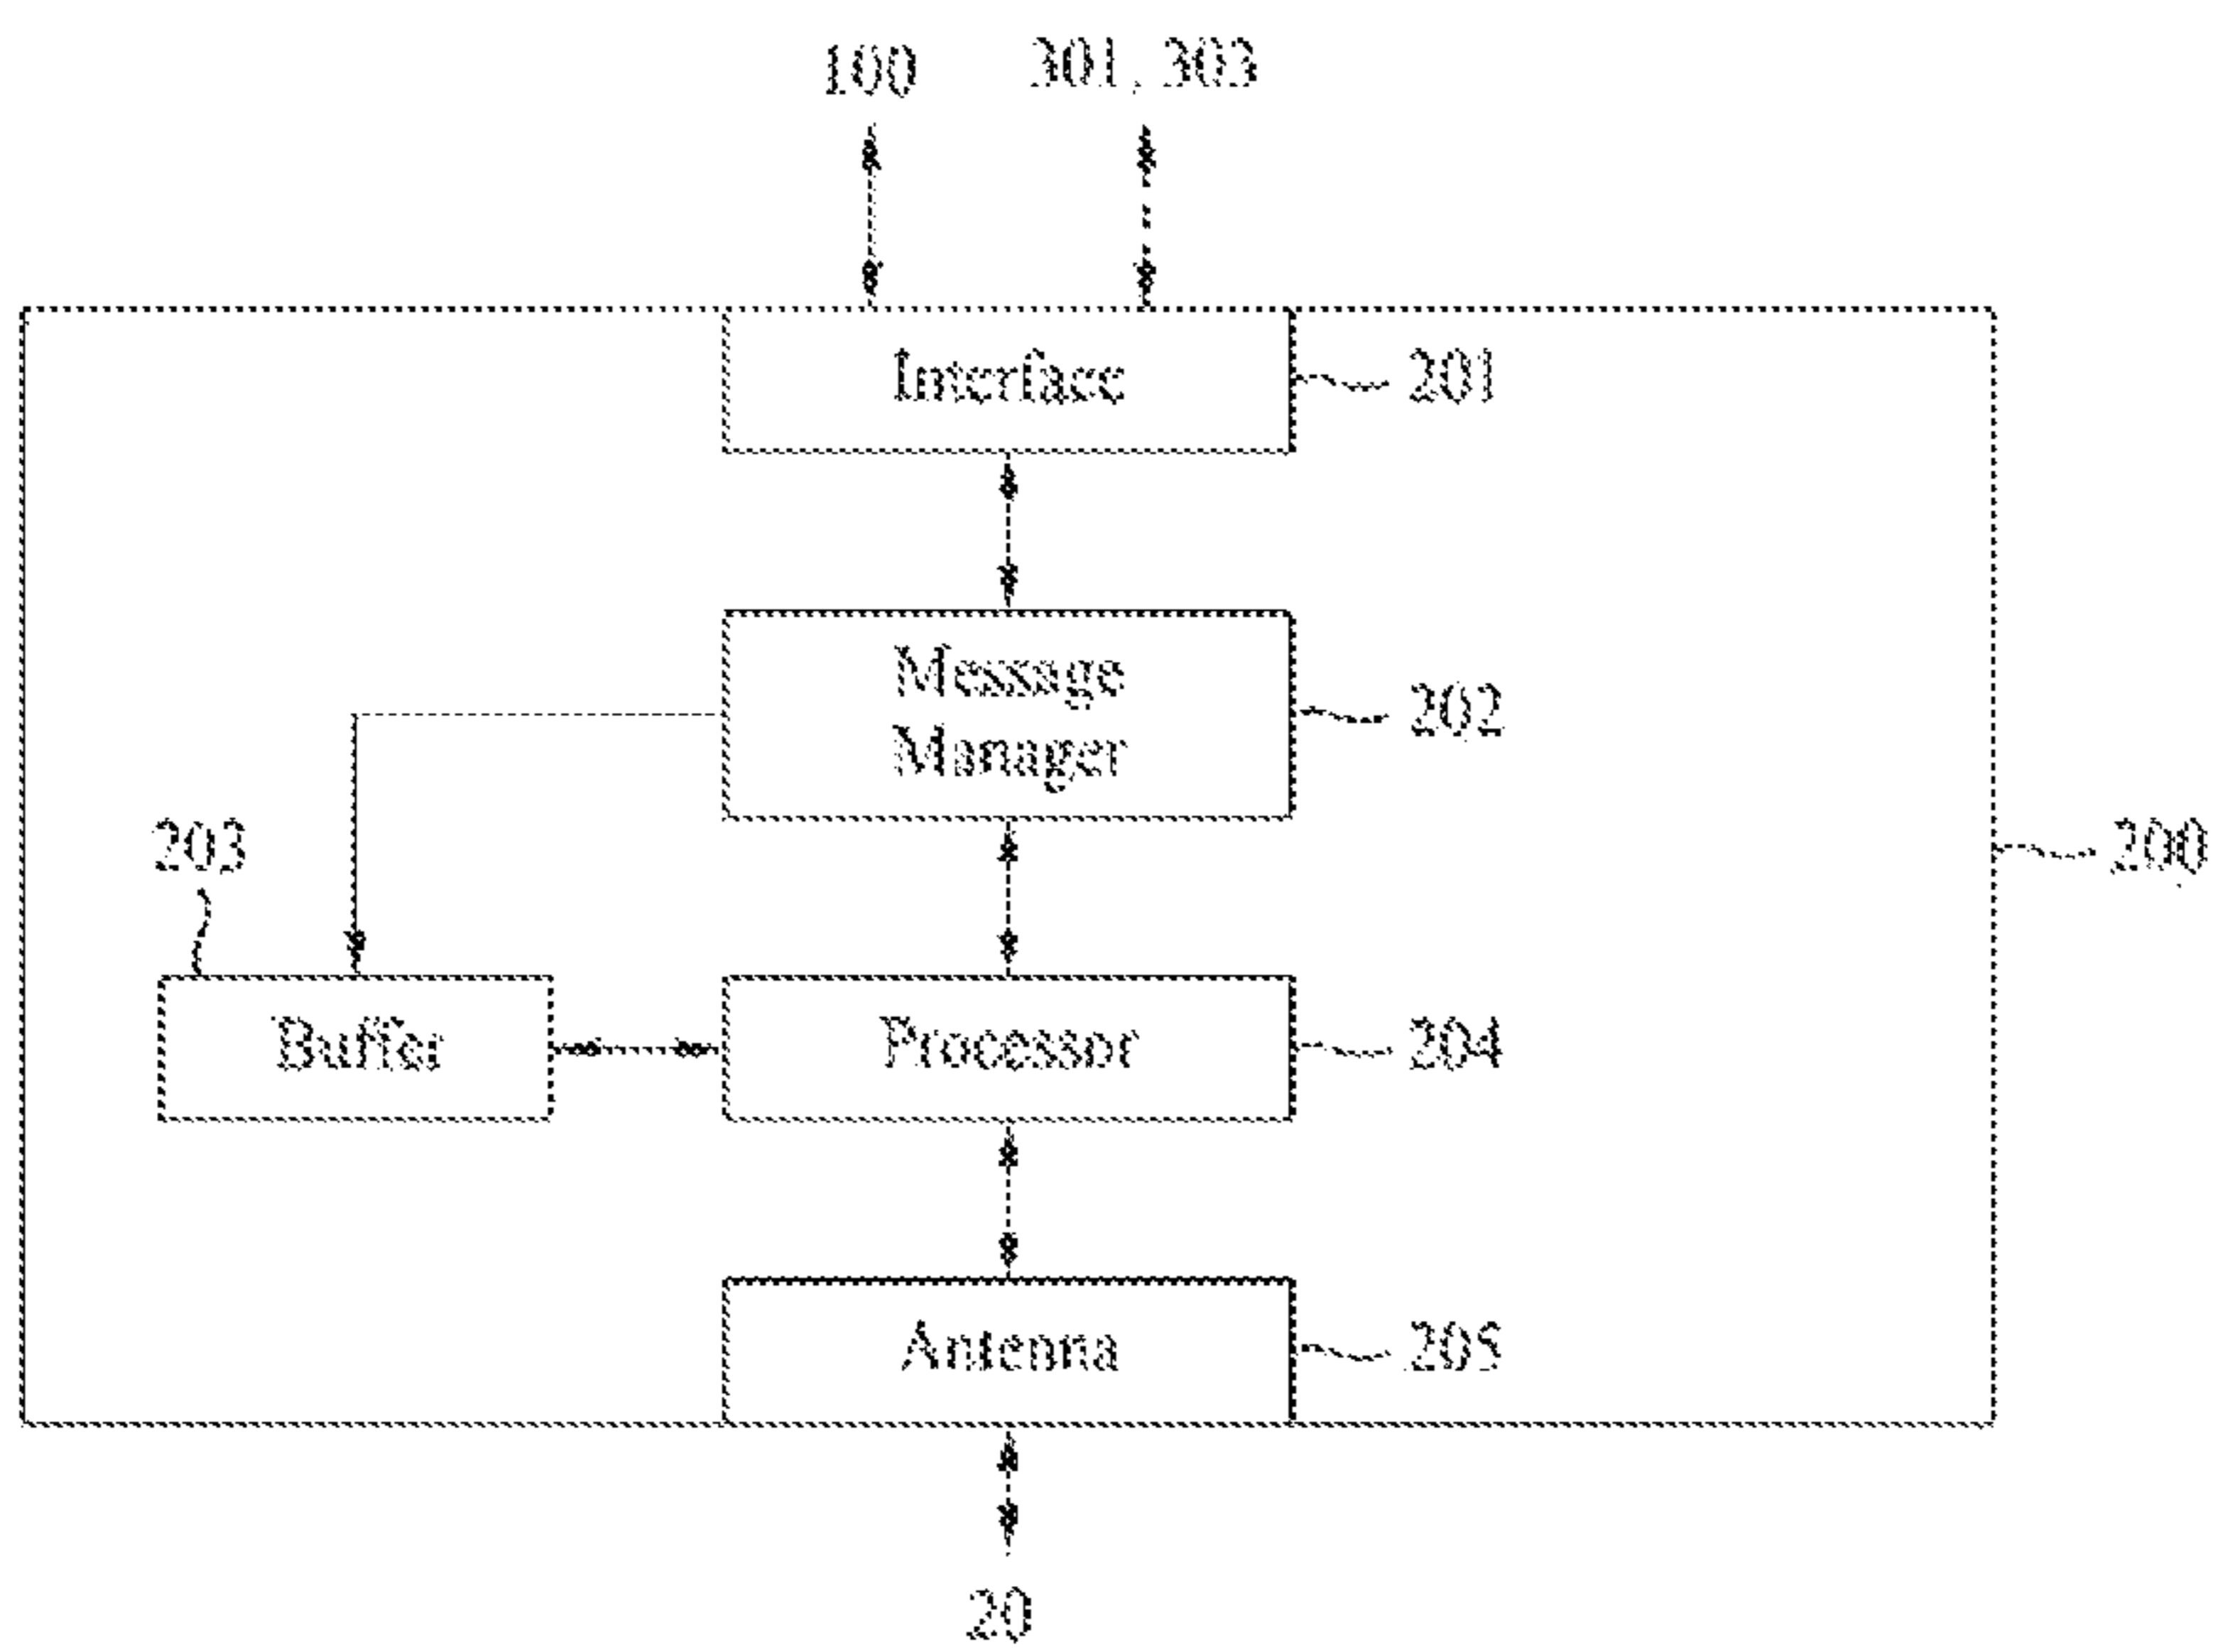 100 301, 303
Interface 201
Message
Manager
202
203
200
Buffer Processor 204
Antenna 205
20